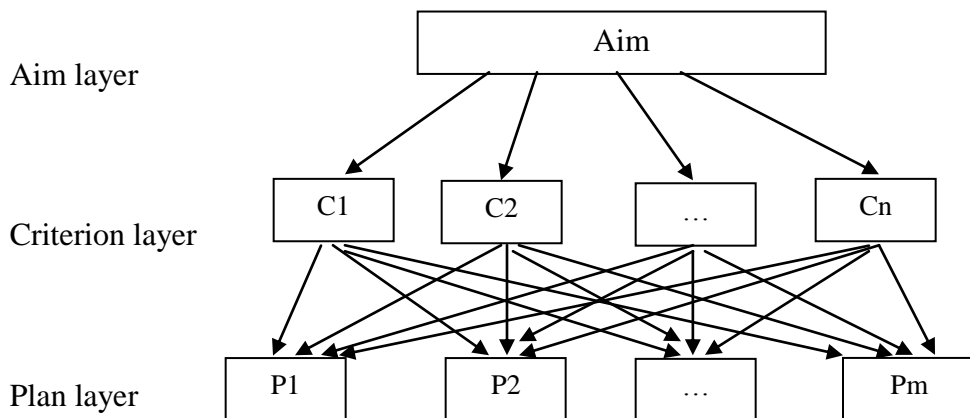 Aim
Aim layer
C1 C2 … Cn
Criterion layer
P1 P2 … Pm
Plan layer